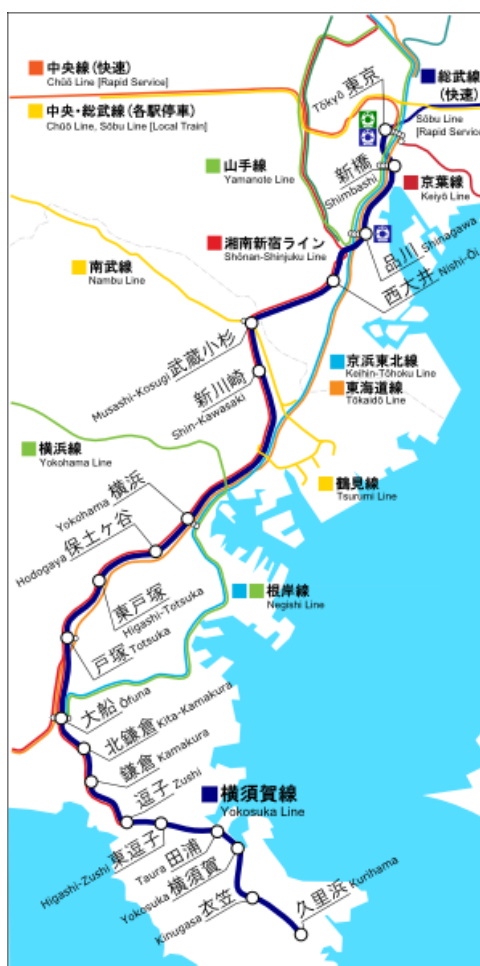 中央線(快速)
Chūō Line [Rapid Service]
中央・総武線(各駅停車)
Chūō Line, Sōbu Line [Local Train]
東京
Tōkyō
総武線
(快速)
Sōbu Line
[Rapid Service
新橋
Shimbashi
山手線
Yamanote Line
京葉線
Keiyō Line
湘南新宿ライン
Shōnan-Shinjuku Line
品川 Shinagawa
西大井 Nishi-Ōi
南武線
Nambu Line
武蔵小杉
Musashi-Kosugi
新川崎
Shin-Kawasaki
京浜東北線
Keihin-Tōhoku Line
東海道線
Tōkaidō Line
横浜線
Yokohama Line
鶴見線
Tsurumi Line
横浜
Yokohama
保土ヶ谷
Hodogaya
東戸塚
Higashi-Totsuka
根岸線
Negishi Line
戸塚 Totsuka
大船 Ōfuna
北鎌倉 Kita-Kamakura
鎌倉 Kamakura
逗子 Zushi
横須賀線
Yokosuka Line
東逗子
Higashi-Zushi
田浦
Taura
横須賀
Yokosuka
衣笠
Kinugasa
久里浜 Kurihama